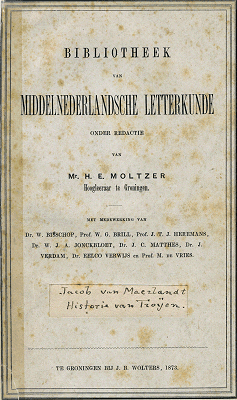 BIBLIOTHEEK
VAN
MIDDELNEDERLANDSCHE LETTERKUNDE
ONDER REDACTIE
VAN
Mr. H. E. MOLTZER
Hoogleeraar te Groningen.
MET MEDEWERKING VAN
Dr. W. BISSCHOP, Prof. W. G. BRILL, Prof. J. T. J. HEREMANS,
Dr. W. J. A. JONCKBLOET, Dr. J. C. MATTHES, Dr. J.
VERDAM, Dr. EELCO VERWIJS en Prof. M. DE VRIES.
Jacob van Maerlandt
Historie van Troÿen.
TE GRONINGEN BIJ J. B. WOLTERS, 1873.